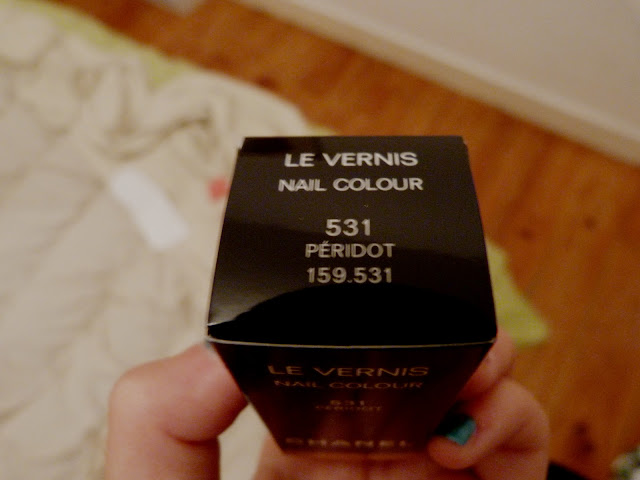 LE VERNIS
NAIL COLOUR
531
PÉRIDOT
159.531
LE VERNIS
NAIL COLOUR
531
PÉRIDOT
CHANEL